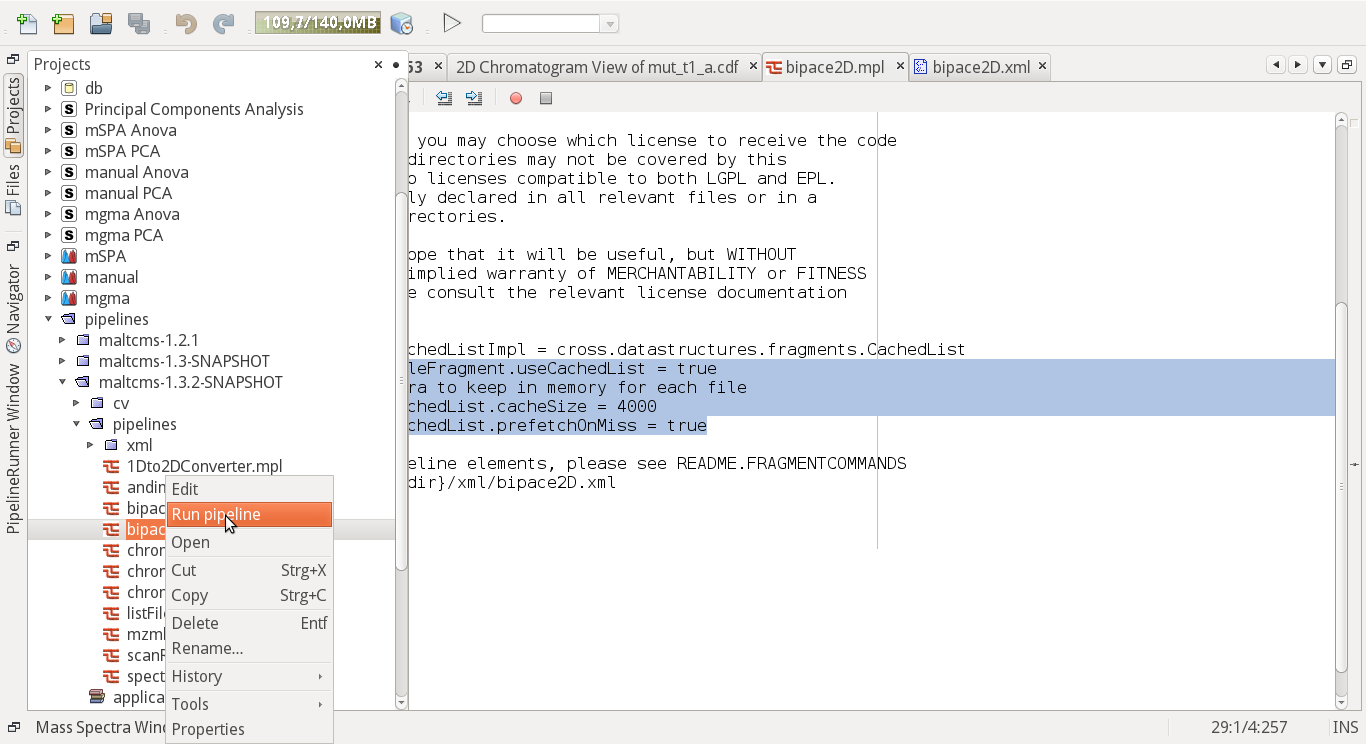 109,7/140,0MB
Projects
53
2D Chromatogram View of mut_t1_a.cdf
bipace2D.mpl
bipace2D.xml
Projects
Files
Navigator
PipelineRunner Window
db
Principal Components Analysis
mSPA Anova
mSPA PCA
manual Anova
manual PCA
mgma Anova
mgma PCA
mSPA
manual
mgma
pipelines
maltcms-1.2.1
maltcms-1.3-SNAPSHOT
maltcms-1.3.2-SNAPSHOT
cv
pipelines
xml
1Dto2DConverter.mpl
andin
bipac
bipac
chron
chron
chron
listFil
mzml
scanR
spect
applica
Edit
Run pipeline
Open
Cut Strg+X
Copy Strg+C
Delete Entf
Rename...
History
Tools
Properties
you may choose which license to receive the code
directories may not be covered by this
o licenses compatible to both LGPL and EPL.
ly declared in all relevant files or in a
rectories.
ope that it will be useful, but WITHOUT
implied warranty of MERCHANTABILITY or FITNESS
e consult the relevant license documentation
chedListImpl = cross.datastructures.fragments.CachedList
leFragment.useCachedList = true
ra to keep in memory for each file
chedList.cacheSize = 4000
chedList.prefetchOnMiss = true
eline elements, please see README.FRAGMENTCOMMANDS
dir}/xml/bipace2D.xml
Mass Spectra Win
29:1/4:257
INS